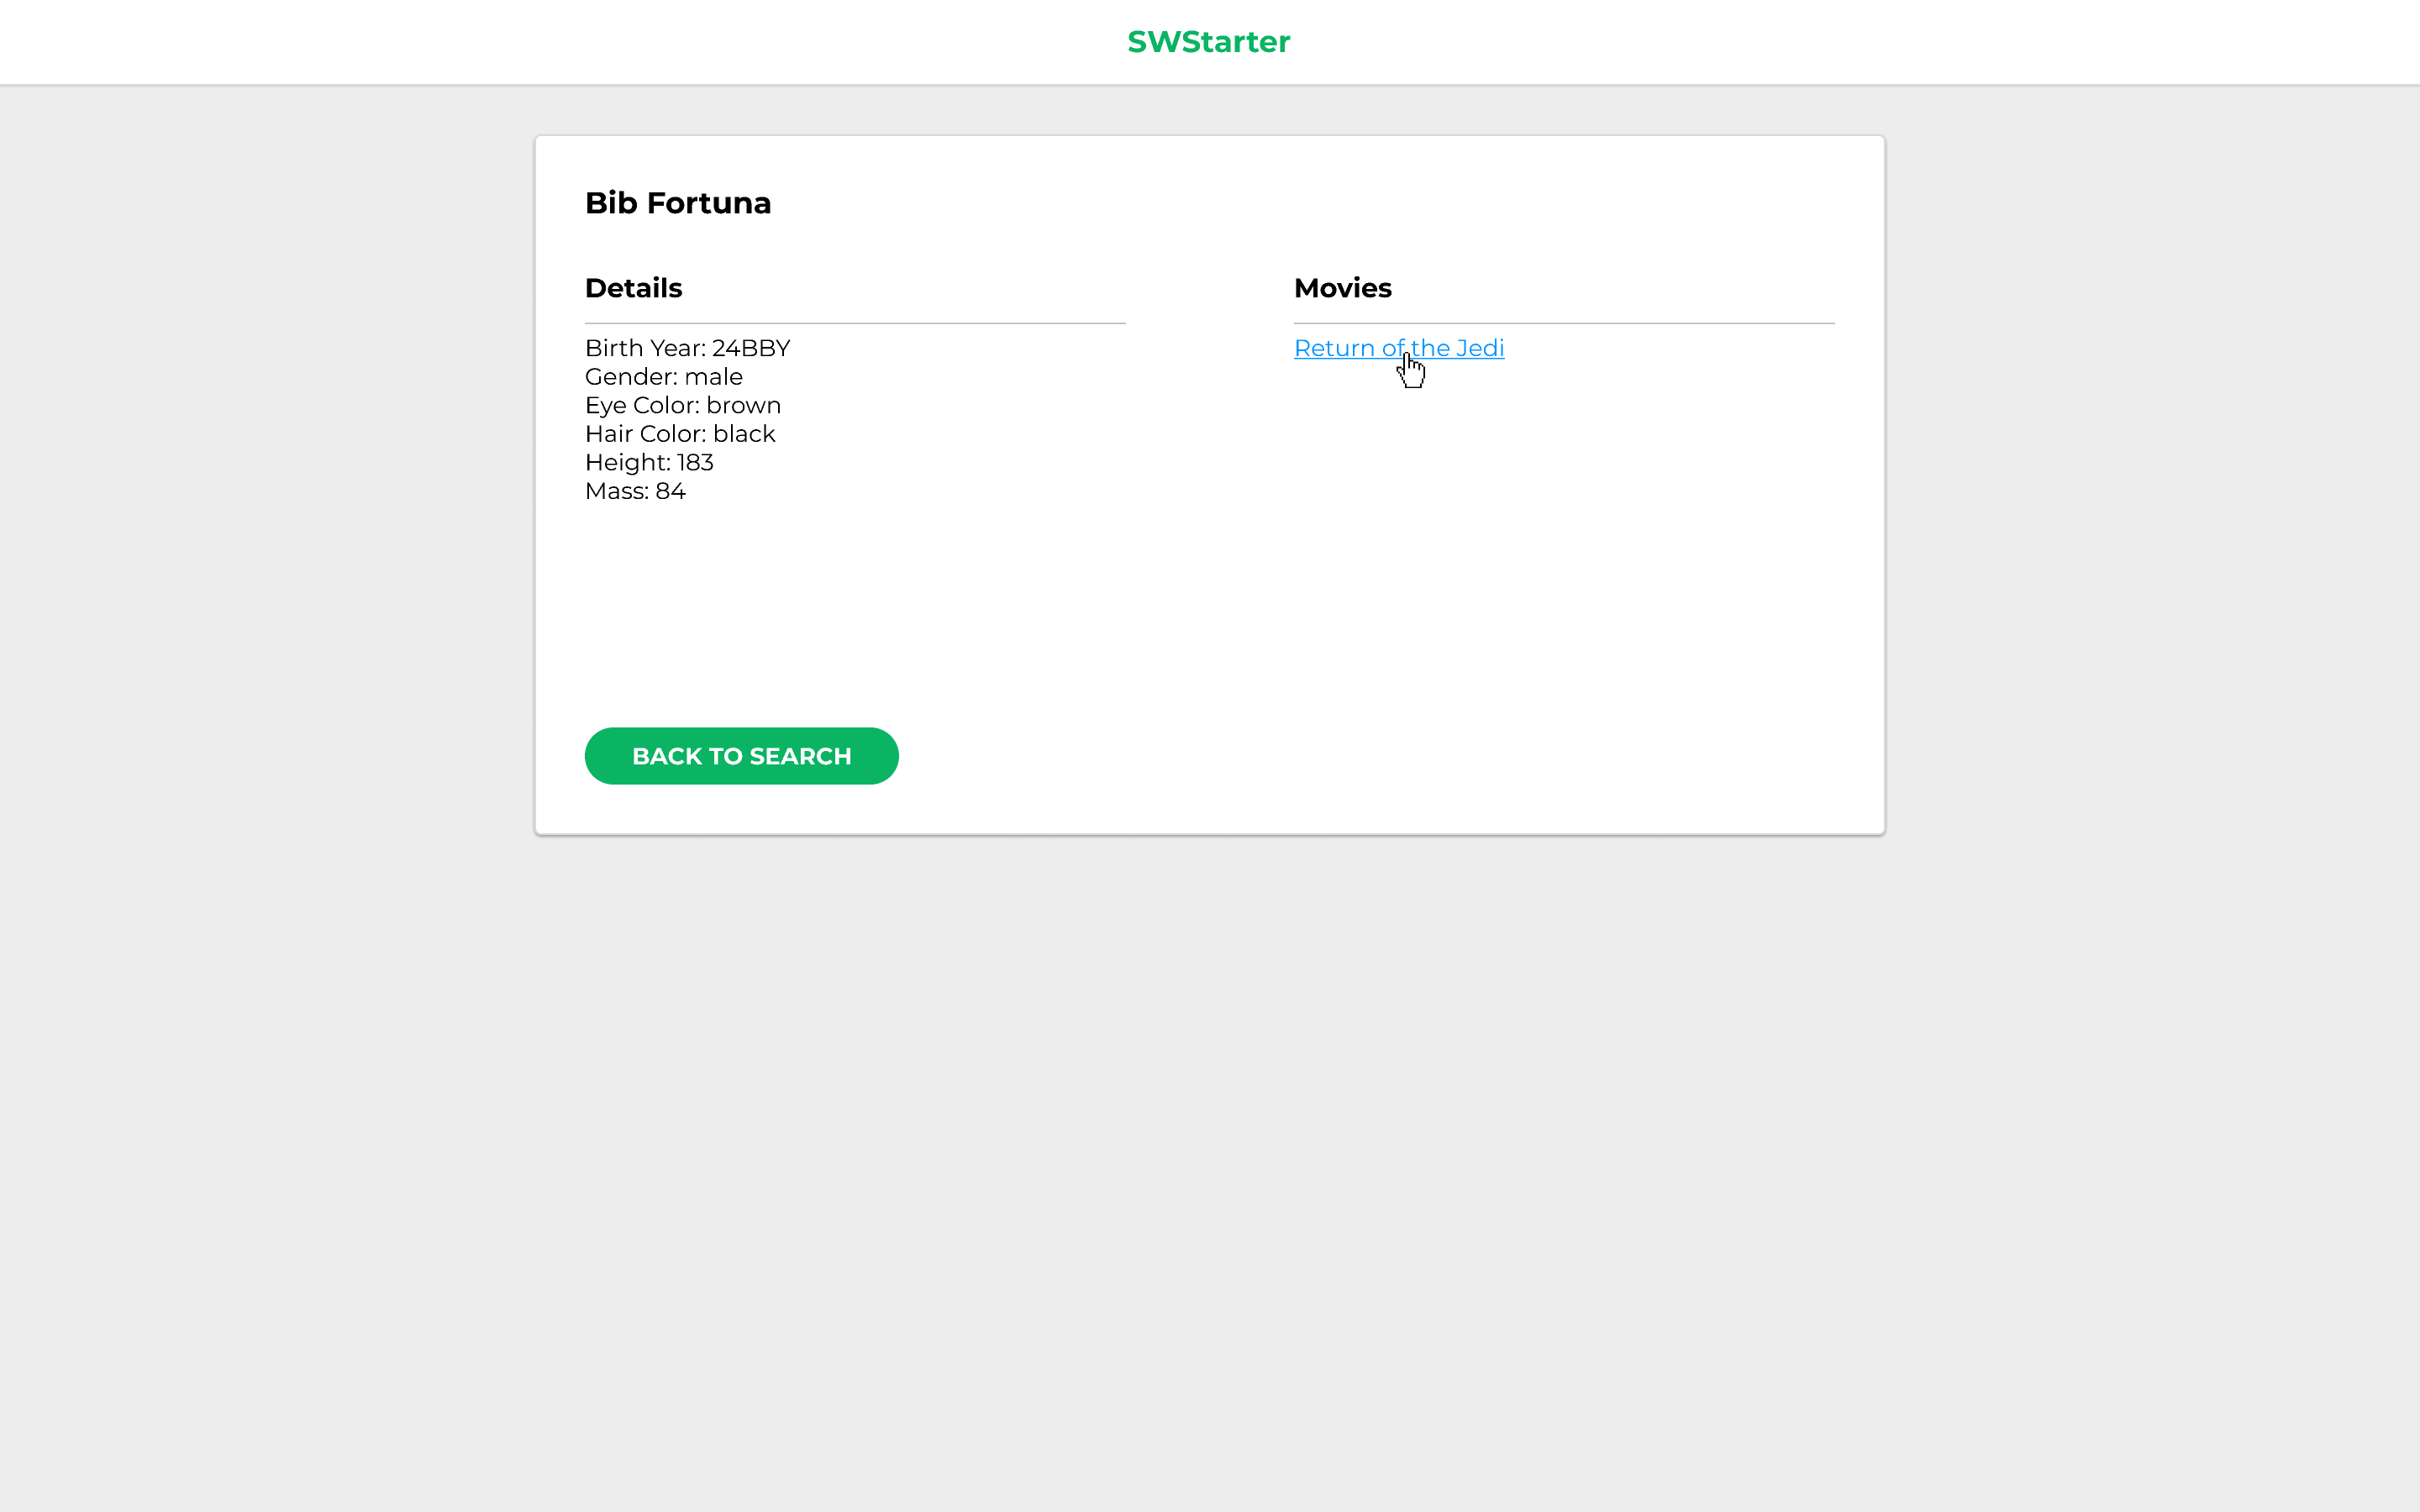 SWStarter
Bib Fortuna
Details
Birth Year: 24BBY
Gender: male
Eye Color: brown
Hair Color: black
Height: 183
Mass: 84
Movies
Return of the Jedi
BACK TO SEARCH